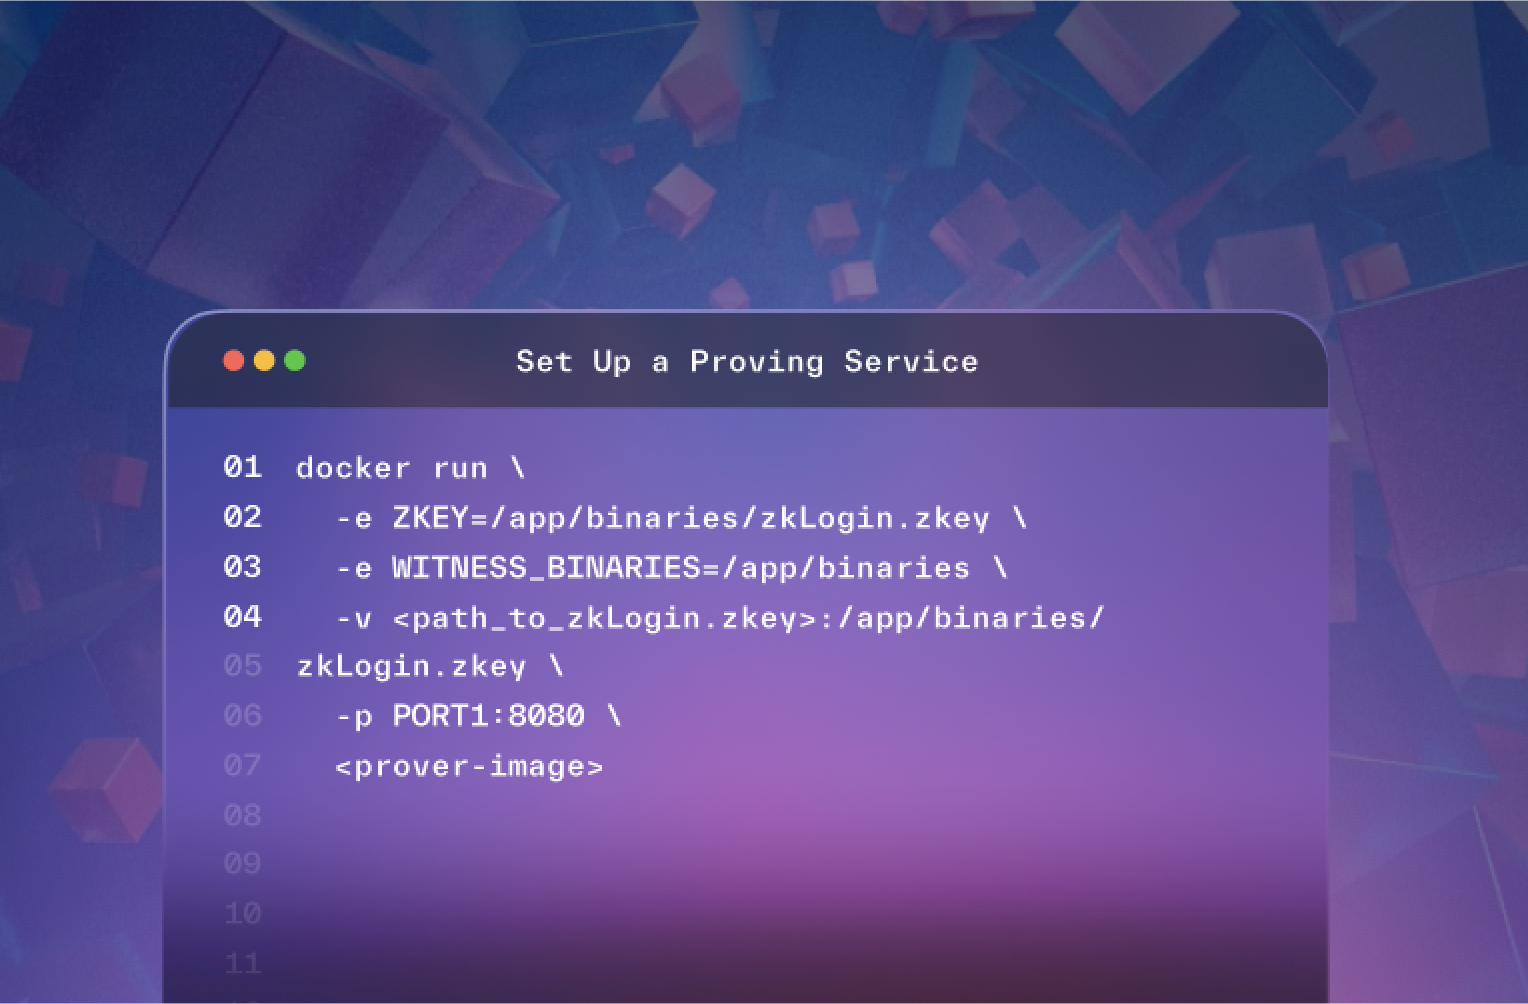 Set Up a Proving Service
01 docker run \
02 -e ZKEY=/app/binaries/zkLogin.zkey \
03 -e WITNESS_BINARIES=/app/binaries \
04 -v <path_to_zkLogin.zkey>:/app/binaries/
05 zkLogin.zkey \
06 -p PORT1:8080 \
07 <prover-image>
08
09
10
11